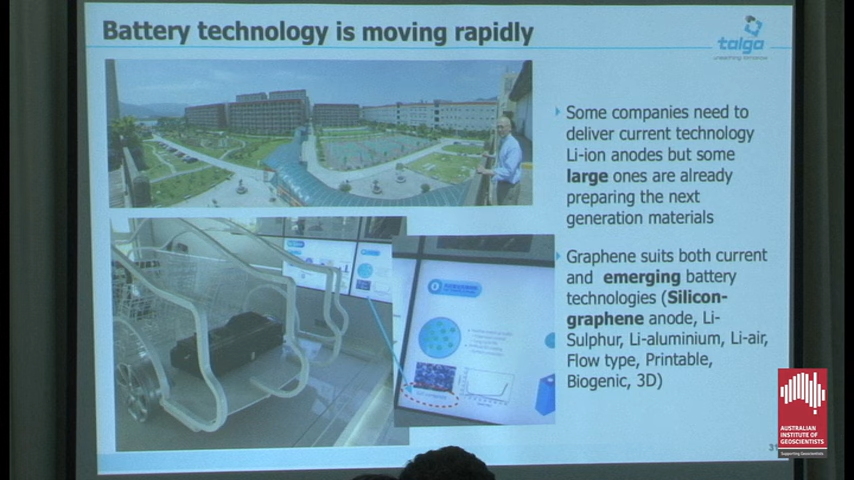 Battery technology is moving rapidly
talga
Some companies need to
deliver current technology
Li-ion anodes but some
large ones are already
preparing the next
generation materials
Graphene suits both current
and emerging battery
technologies (Silicon-
graphene anode, Li-
Sulphur, Li-aluminium, Li-air,
Flow type, Printable,
Biogenic, 3D)
AUSTRALIAN
INSTITUTE OF
GEOSCIENTISTS
Supporting Geoscientists